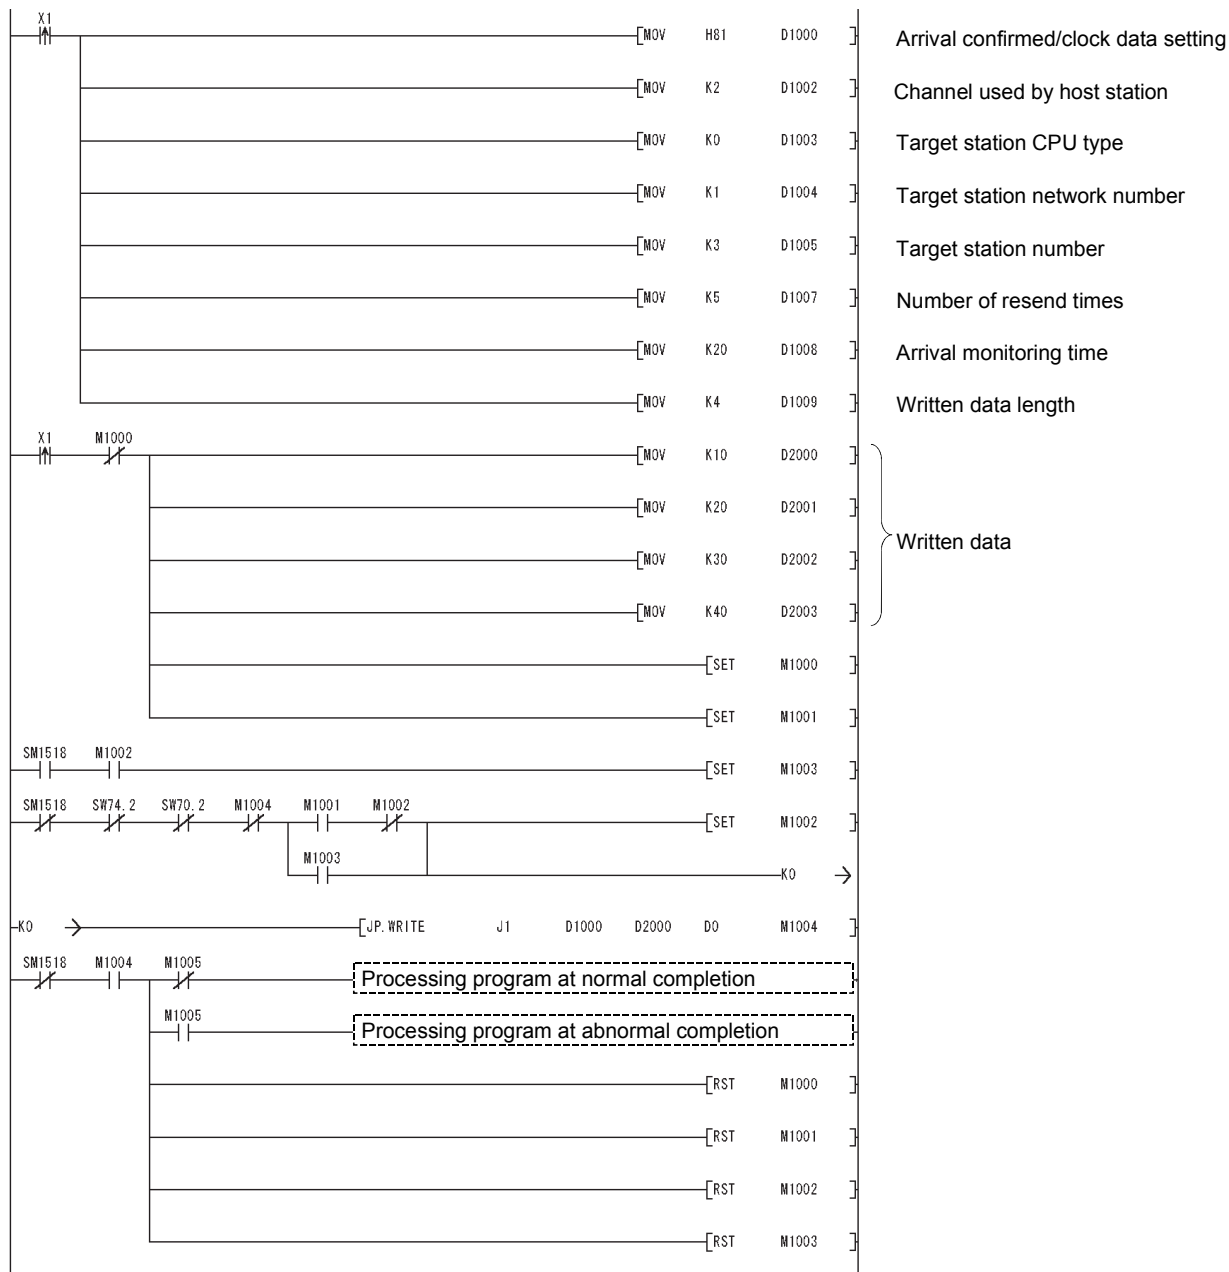 X1
[MOV H81 D1000 ] Arrival confirmed/clock data setting
[MOV K2 D1002 ] Channel used by host station
[MOV K0 D1003 ] Target station CPU type
[MOV K1 D1004 ] Target station network number
[MOV K3 D1005 ] Target station number
[MOV K5 D1007 ] Number of resend times
[MOV K20 D1008 ] Arrival monitoring time
[MOV K4 D1009 ] Written data length
X1 M1000
[MOV K10 D2000 ]
[MOV K20 D2001 ]
Written data
[MOV K30 D2002 ]
[MOV K40 D2003 ]
[SET M1000 ]
[SET M1001 ]
SM1518 M1002
[SET M1003 ]
SM1518 SW74.2 SW70.2 M1004 M1001 M1002
[SET M1002 ]
M1003
K0
K0 [JP.WRITE J1 D1000 D2000 D0 M1004 ]
SM1518 M1004 M1005
Processing program at normal completion
M1005
Processing program at abnormal completion
[RST M1000 ]
[RST M1001 ]
[RST M1002 ]
[RST M1003 ]